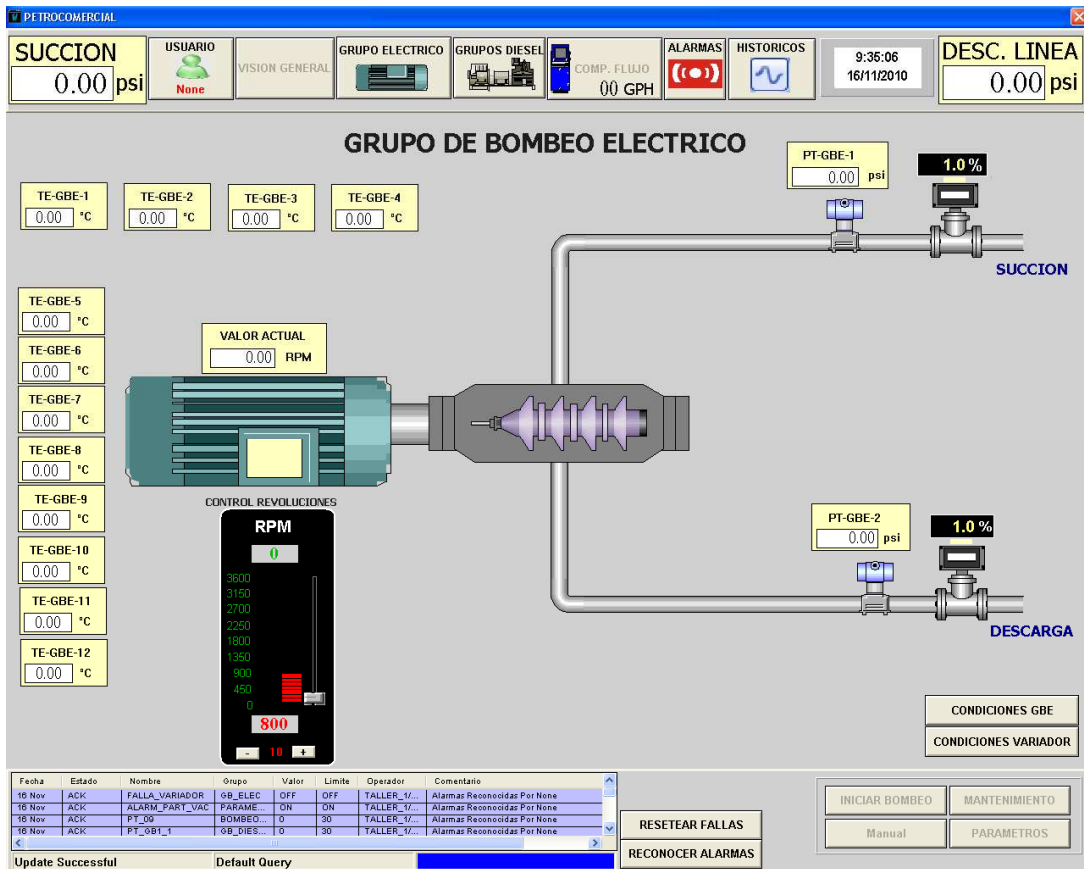 PETROCOMERCIAL
SUCCION
0.00 psi
USUARIO
None
VISION GENERAL
GRUPO ELECTRICO
GRUPOS DIESEL
COMP. FLUJO
00 GPH
ALARMAS
HISTORICOS
9:35:06
16/11/2010
DESC. LINEA
0.00 psi
GRUPO DE BOMBEO ELECTRICO
PT-GBE-1
0.00 psi
1.0 %
TE-GBE-1
0.00 °C
TE-GBE-2
0.00 °C
TE-GBE-3
0.00 °C
TE-GBE-4
0.00 °C
SUCCION
TE-GBE-5
0.00 °C
TE-GBE-6
0.00 °C
TE-GBE-7
0.00 °C
TE-GBE-8
0.00 °C
TE-GBE-9
0.00 °C
TE-GBE-10
0.00 °C
TE-GBE-11
0.00 °C
TE-GBE-12
0.00 °C
VALOR ACTUAL
0.00 RPM
CONTROL REVOLUCIONES
RPM
0
3600
3150
2700
2250
1800
1350
900
450
0
800
- 10 +
PT-GBE-2
0.00 psi
1.0 %
DESCARGA
CONDICIONES GBE
CONDICIONES VARIADOR
Fecha Estado Nombre Grupo Valor Limite Operador Comentario
16 Nov ACK FALLA_VARIADOR GB_ELEC OFF OFF TALLER_1/... Alarmas Reconocidas Por None
16 Nov ACK ALARM_PART_VAC PARAME... ON ON TALLER_1/... Alarmas Reconocidas Por None
16 Nov ACK PT_09 BOMBEO... 0 30 TALLER_1/... Alarmas Reconocidas Por None
16 Nov ACK PT_GB1_1 GB_DIES... 0 30 TALLER_1/... Alarmas Reconocidas Por None
Update Successful Default Query
RESETEAR FALLAS
RECONOCER ALARMAS
INICIAR BOMBEO
MANTENIMIENTO
Manual
PARAMETROS